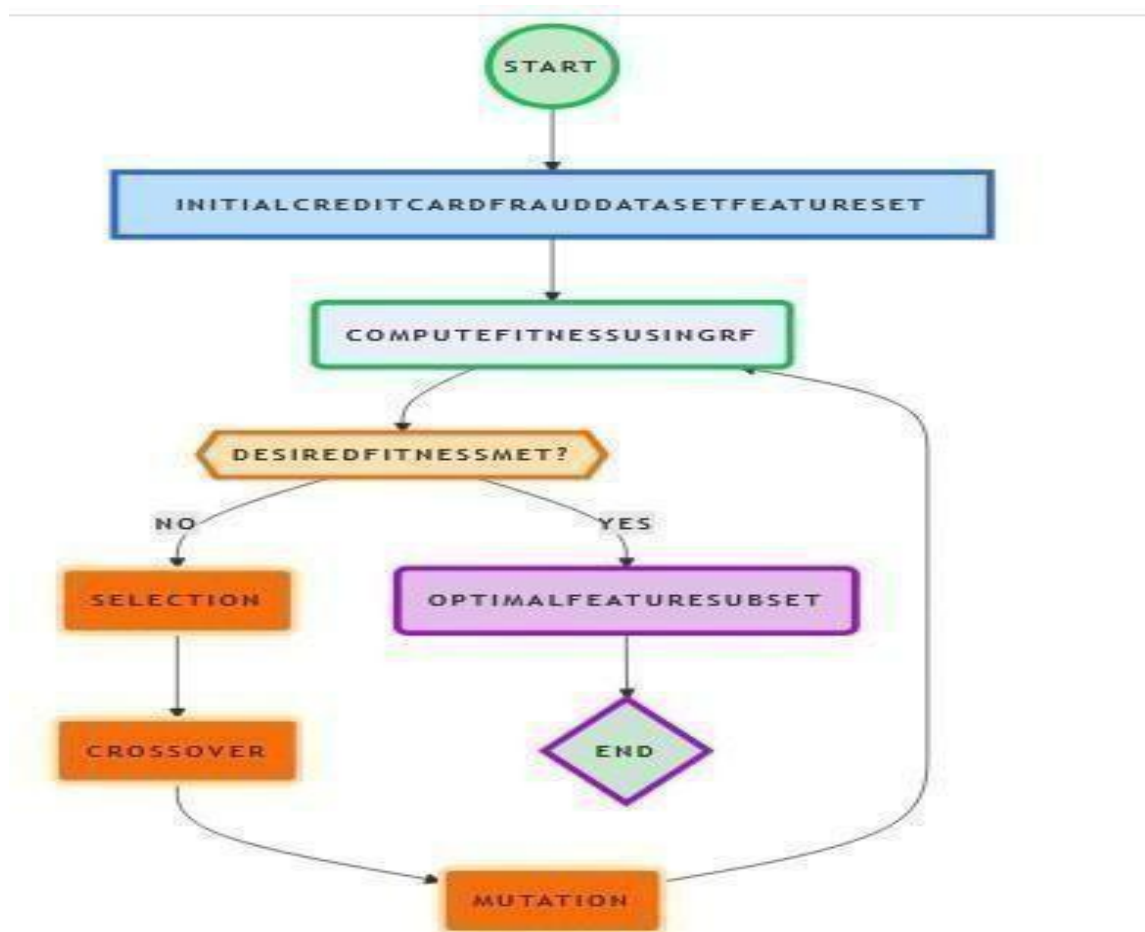 START
INITIALCREDITCARDFRAUDDATASETFEATURESET
COMPUTEFITNESSUSINGRF
DESIREDFITNESSMET?
NO
YES
SELECTION
OPTIMALFEATURESUBSET
CROSSOVER
END
MUTATION